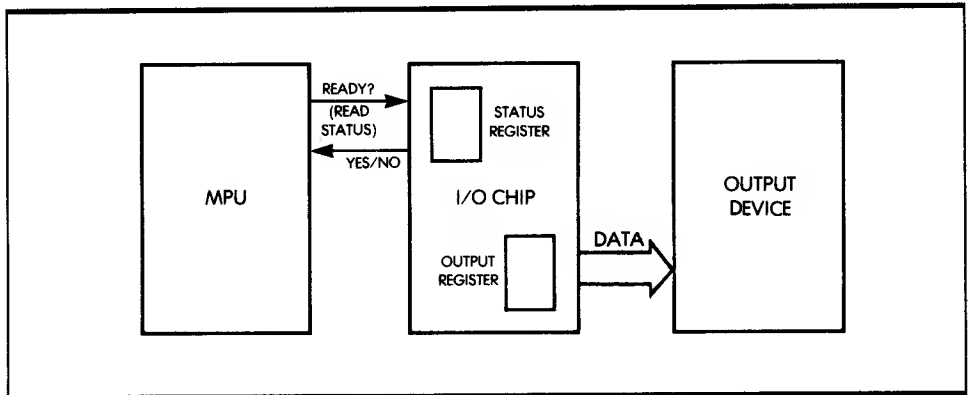 READY?
(READ
STATUS)
YES/NO
MPU
STATUS
REGISTER
I/O CHIP
OUTPUT
REGISTER
DATA
OUTPUT
DEVICE